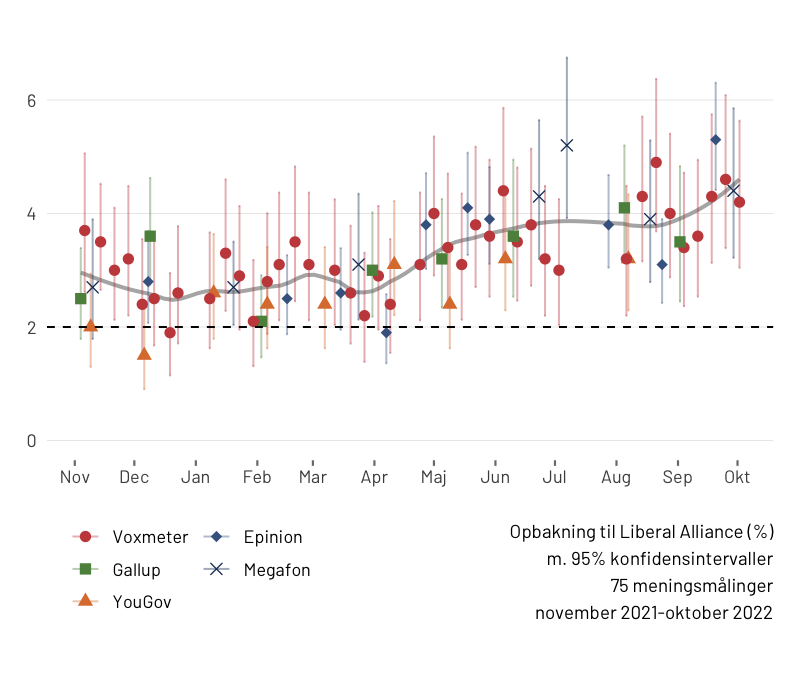 6
4
2
0
Nov Dec Jan Feb Mar Apr Maj Jun Jul Aug Sep Okt
Voxmeter Epinion
Gallup Megafon
YouGov
Opbakning til Liberal Alliance (%)
m. 95% konfidensintervaller
75 meningsmålinger
november 2021-oktober 2022